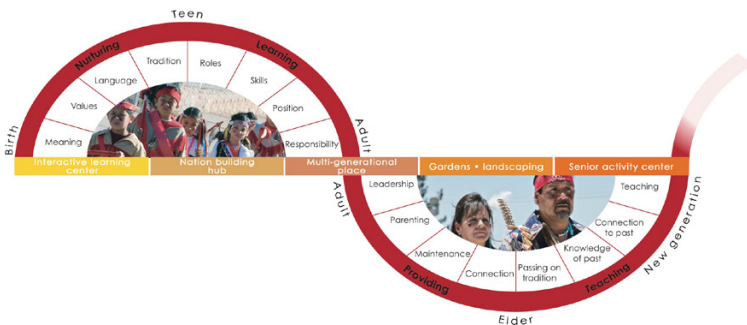 Teen
Nurturing
Learning
Birth
Adult
Meaning
Values
Language
Tradition
Roles
Skills
Position
Responsibility
Interactive learning
center
Nation building
hub
Multi-generational
place
Gardens • landscaping
Senior activity center
Adult
Leadership
Parenting
Maintenance
Connection
Passing on
tradition
Knowledge
of past
Connection
to past
Teaching
Providing
Teaching
Elder
New generation